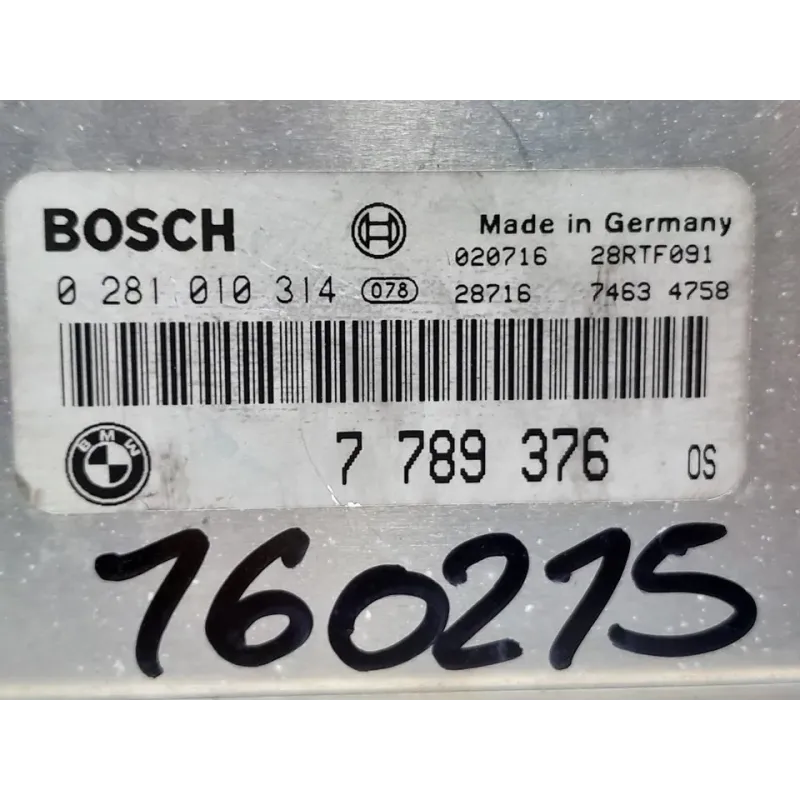 BOSCH
Made in Germany
020716 28RTF091
0 281 010 314 078 28716 7463 4758
BMW
7 789 376 OS
160215